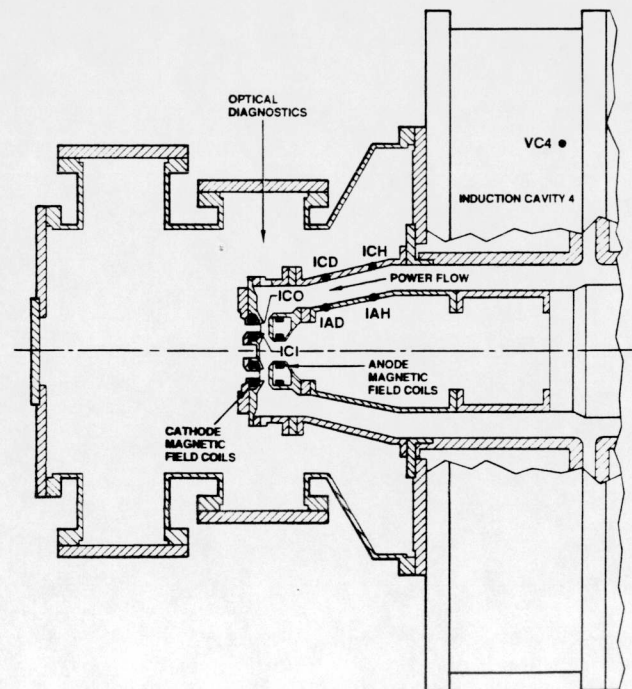 OPTICAL
DIAGNOSTICS
VC4
INDUCTION CAVITY 4
ICD
ICH
POWER FLOW
ICO
IAD
IAH
ICI
ANODE
MAGNETIC
FIELD COILS
CATHODE
MAGNETIC
FIELD COILS